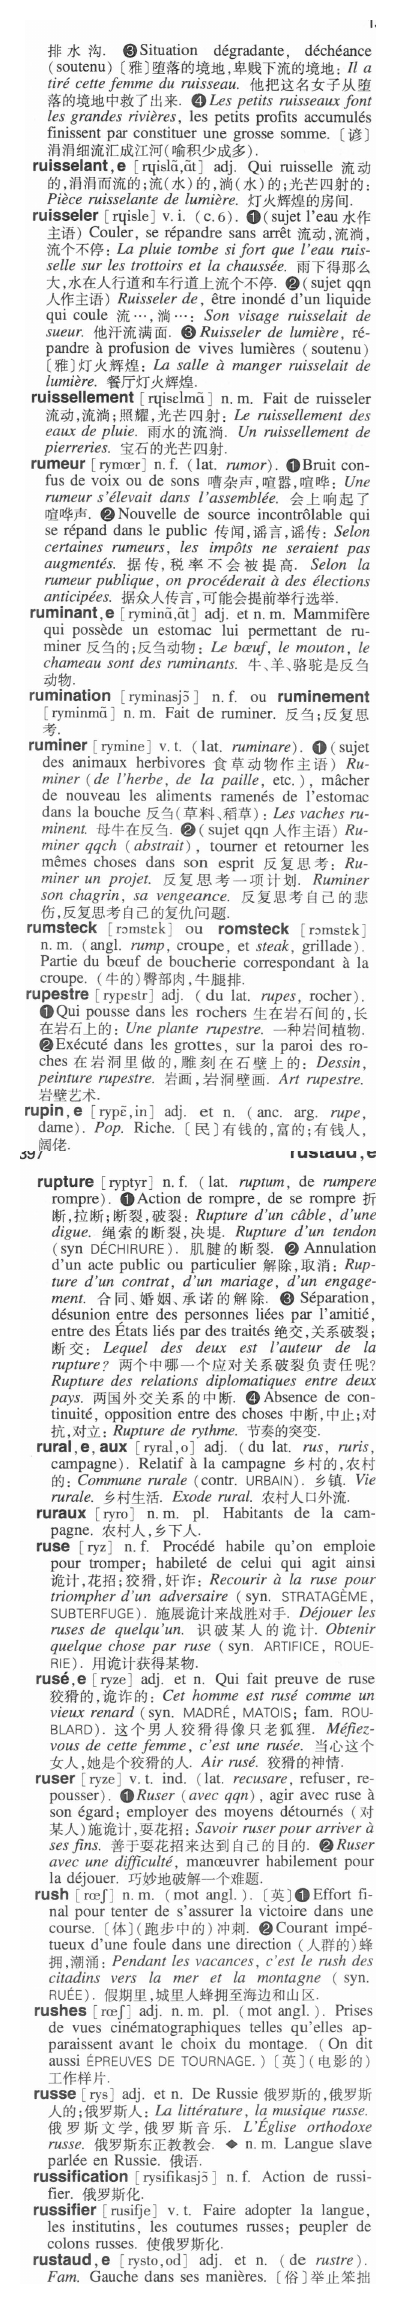 排水沟. ❸Situation dégradante, déchéance
(soutenu)〔雅〕堕落的境地,卑贱下流的境地: Il a
tiré cette femme du ruisseau. 他把这名女子从堕
落的境地中救了出来. ❹Les petits ruisseaux font
les grandes rivières, les petits profits accumulés
finissent par constituer une grosse somme.〔谚〕
涓涓细流汇成江河(喻积少成多).
ruisselant,e [rɥislɑ̃,ɑ̃t] adj. Qui ruisselle 流动
的,涓涓而流的;流(水)的,淌(水)的;光芒四射的:
Pièce ruisselante de lumière. 灯火辉煌的房间.
ruisseler [rɥisle] v. i. (c. 6). ❶(sujet l'eau 水作
主语) Couler, se répandre sans arrêt 流动,流淌,
流个不停: La pluie tombe si fort que l'eau ruis-
selle sur les trottoirs et la chaussée. 雨下得那么
大,水在人行道和车行道上流个不停. ❷(sujet qqn
人作主语) Ruisseler de, être inondé d'un liquide
qui coule 流…,淌…: Son visage ruisselait de
sueur. 他汗流满面. ❸Ruisseler de lumière, ré-
pandre à profusion de vives lumières (soutenu)
〔雅〕灯火辉煌: La salle à manger ruisselait de
lumière. 餐厅灯火辉煌.
ruissellement [rɥisɛlmɑ̃] n. m. Fait de ruisseler
流动,流淌;照耀,光芒四射: Le ruissellement des
eaux de pluie. 雨水的流淌. Un ruissellement de
pierreries. 宝石的光芒四射.
rumeur [rymœr] n. f. (lat. rumor). ❶Bruit con-
fus de voix ou de sons 嘈杂声,喧嚣,喧哗: Une
rumeur s'élevait dans l'assemblée. 会上响起了
喧哗声. ❷Nouvelle de source incontrôlable qui
se répand dans le public 传闻,谣言,谣传: Selon
certaines rumeurs, les impôts ne seraient pas
augmentés. 据传,税率不会被提高. Selon la
rumeur publique, on procéderait à des élections
anticipées. 据众人传言,可能会提前举行选举.
ruminant,e [ryminɑ̃,ɑ̃t] adj. et n. m. Mammifère
qui possède un estomac lui permettant de ru-
miner 反刍的;反刍动物: Le bœuf, le mouton, le
chameau sont des ruminants. 牛、羊、骆驼是反刍
动物.
rumination [ryminasjɔ̃] n. f. ou ruminement
[ryminmɑ̃] n. m. Fait de ruminer. 反刍;反复思
考.
ruminer [rymine] v. t. (lat. ruminare). ❶(sujet
des animaux herbivores 食草动物作主语) Ru-
miner (de l'herbe, de la paille, etc.), mâcher
de nouveau les aliments ramenés de l'estomac
dans la bouche 反刍(草料、稻草): Les vaches ru-
minent. 母牛在反刍. ❷(sujet qqn 人作主语) Ru-
miner qqch (abstrait), tourner et retourner les
mêmes choses dans son esprit 反复思考: Ru-
miner un projet. 反复思考一项计划. Ruminer
son chagrin, sa vengeance. 反复思考自己的悲
伤,反复思考自己的复仇问题.
rumsteck [rɔmstɛk] ou romsteck [rɔmstɛk]
n. m. (angl. rump, croupe, et steak, grillade).
Partie du bœuf de boucherie correspondant à la
croupe. (牛的)臀部肉,牛腿排.
rupestre [rypɛstr] adj. (du lat. rupes, rocher).
❶Qui pousse dans les rochers 生在岩石间的,长
在岩石上的: Une plante rupestre. 一种岩间植物.
❷Exécuté dans les grottes, sur la paroi des ro-
ches 在岩洞里做的,雕刻在石壁上的: Dessin,
peinture rupestre. 岩画,岩洞壁画. Art rupestre.
岩壁艺术.
rupin,e [rypɛ̃,in] adj. et n. (anc. arg. rupe,
dame). Pop. Riche.〔民〕有钱的,富的;有钱人,
阔佬.
397 rustaud,e
rupture [ryptyr] n. f. (lat. ruptum, de rumpere
rompre). ❶Action de rompre, de se rompre 折
断,拉断;断裂,破裂: Rupture d'un câble, d'une
digue. 绳索的断裂,决堤. Rupture d'un tendon
(syn DÉCHIRURE). 肌腱的断裂. ❷ Annulation
d'un acte public ou particulier 解除,取消: Rup-
ture d'un contrat, d'un mariage, d'un engage-
ment. 合同、婚姻、承诺的解除. ❸ Séparation,
désunion entre des personnes liées par l'amitié,
entre des États liés par des traités 绝交,关系破裂;
断交: Lequel des deux est l'auteur de la
rupture? 两个中哪一个应对关系破裂负责任呢?
Rupture des relations diplomatiques entre deux
pays. 两国外交关系的中断. ❹Absence de con-
tinuité, opposition entre des choses 中断,中止;对
抗,对立: Rupture de rythme. 节奏的突变.
rural,e,aux [ryral,o] adj. (du lat. rus, ruris,
campagne). Relatif à la campagne 乡村的,农村
的: Commune rurale (contr. URBAIN). 乡镇. Vie
rurale. 乡村生活. Exode rural. 农村人口外流.
ruraux [ryro] n. m. pl. Habitants de la cam-
pagne. 农村人,乡下人.
ruse [ryz] n. f. Procédé habile qu'on emploie
pour tromper; habileté de celui qui agit ainsi
诡计,花招;狡猾,奸诈: Recourir à la ruse pour
triompher d'un adversaire (syn. STRATAGÈME,
SUBTERFUGE). 施展诡计来战胜对手. Déjouer les
ruses de quelqu'un. 识破某人的诡计. Obtenir
quelque chose par ruse (syn. ARTIFICE, ROUE-
RIE). 用诡计获得某物.
rusé,e [ryze] adj. et n. Qui fait preuve de ruse
狡猾的,诡诈的: Cet homme est rusé comme un
vieux renard (syn. MADRÉ, MATOIS; fam. ROU-
BLARD). 这个男人狡猾得像只老狐狸. Méfiez-
vous de cette femme, c'est une rusée. 当心这个
女人,她是个狡猾的人. Air rusé. 狡猾的神情.
ruser [ryze] v. t. ind. (lat. recusare, refuser, re-
pousser). ❶Ruser (avec qqn), agir avec ruse à
son égard; employer des moyens détournés (对
某人)施诡计,耍花招: Savoir ruser pour arriver à
ses fins. 善于耍花招来达到自己的目的. ❷Ruser
avec une difficulté, manœuvrer habilement pour
la déjouer. 巧妙地破解一个难题.
rush [rœʃ] n. m. (mot angl.).〔英〕❶Effort fi-
nal pour tenter de s'assurer la victoire dans une
course.〔体〕(跑步中的)冲刺. ❷Courant impé-
tueux d'une foule dans une direction (人群的)蜂
拥,潮涌: Pendant les vacances, c'est le rush des
citadins vers la mer et la montagne (syn.
RUÉE). 假期里,城里人蜂拥至海边和山区.
rushes [rœʃ] adj. n. m. pl. (mot angl.). Prises
de vues cinématographiques telles qu'elles ap-
paraissent avant le choix du montage. (On dit
aussi ÉPREUVES DE TOURNAGE.)〔英〕(电影的)
工作样片.
russe [rys] adj. et n. De Russie 俄罗斯的,俄罗斯
人的;俄罗斯人: La littérature, la musique russe.
俄罗斯文学,俄罗斯音乐. L'Église orthodoxe
russe. 俄罗斯东正教教会. ◆ n. m. Langue slave
parlée en Russie. 俄语.
russification [rysifikasjɔ̃] n. f. Action de russi-
fier. 俄罗斯化.
russifier [rusifje] v. t. Faire adopter la langue,
les institutins, les coutumes russes; peupler de
colons russes. 使俄罗斯化.
rustaud,e [rysto,od] adj. et n. (de rustre).
Fam. Gauche dans ses manières.〔俗〕举止笨拙